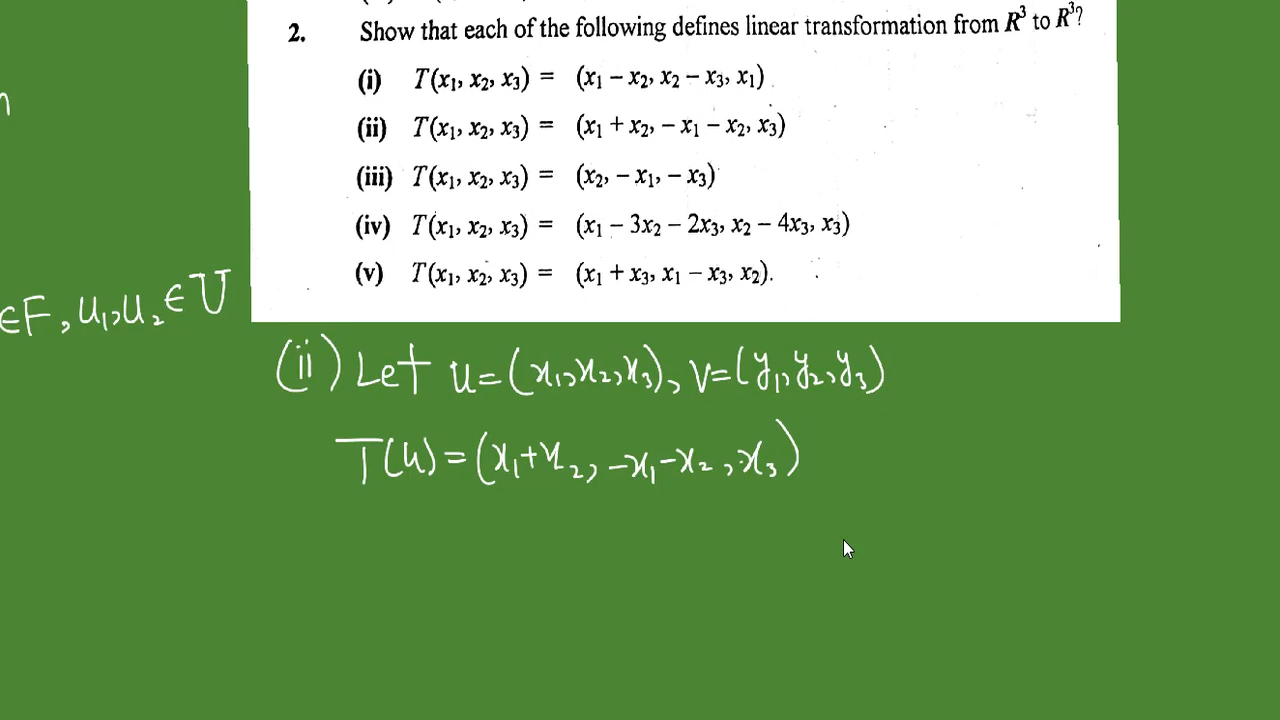 2. Show that each of the following defines linear transformation from R³ to R³?
(i) T(x₁, x₂, x₃) = (x₁ − x₂, x₂ − x₃, x₁)
(ii) T(x₁, x₂, x₃) = (x₁ + x₂, − x₁ − x₂, x₃)
(iii) T(x₁, x₂, x₃) = (x₂, − x₁, − x₃)
(iv) T(x₁, x₂, x₃) = (x₁ − 3x₂ − 2x₃, x₂ − 4x₃, x₃)
(v) T(x₁, x₂, x₃) = (x₁ + x₃, x₁ − x₃, x₂).
∈F, u₁, u₂ ∈ U
(ii) Let u = (x₁, x₂, x₃), v = (y₁, y₂, y₃)
T(u) = (x₁+x₂, −x₁−x₂, x₃)